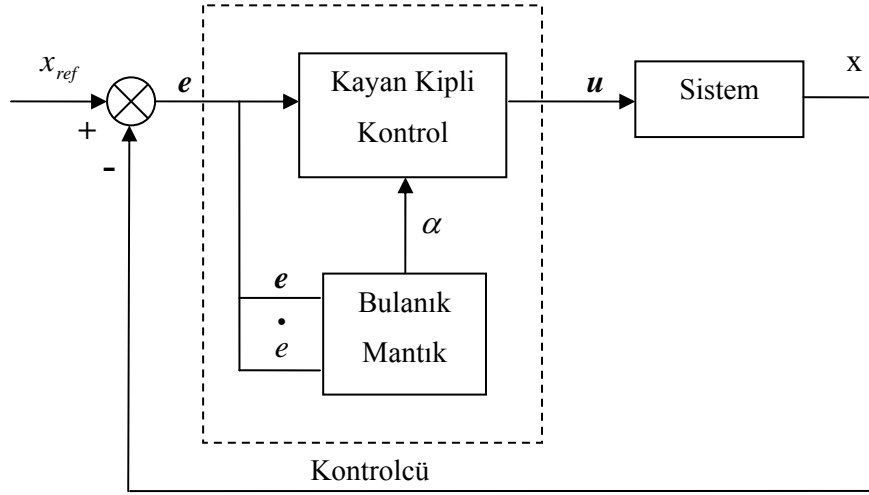 x_ref
+
-
e
Kayan Kipli
Kontrol
u
Sistem
x
α
e
ė
Bulanık
Mantık
Kontrolcü